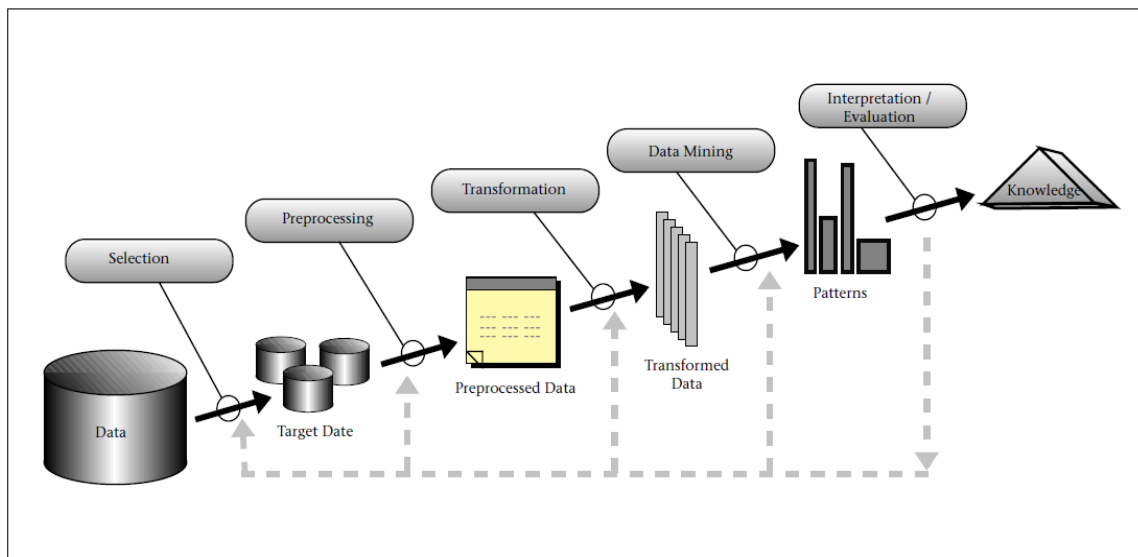 Interpretation /
Evaluation
Data Mining
Transformation
Preprocessing
Selection
Knowledge
Patterns
Transformed
Data
Preprocessed Data
Target Date
Data